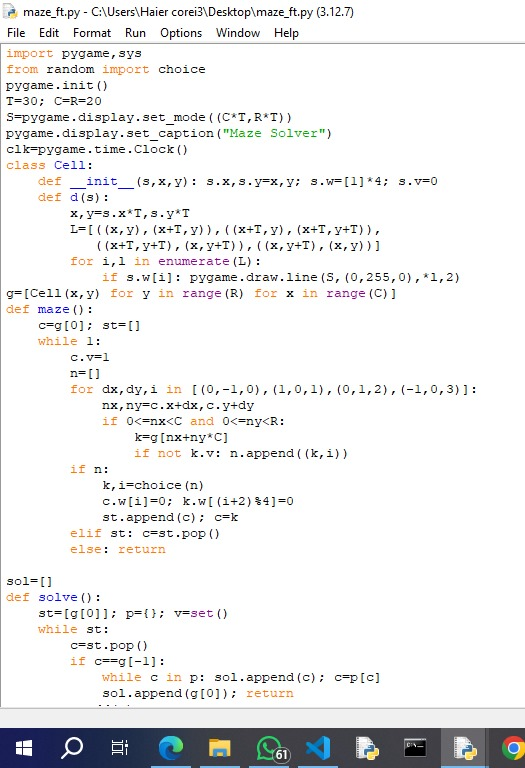 maze_ft.py - C:\Users\Haier corei3\Desktop\maze_ft.py (3.12.7)
File Edit Format Run Options Window Help
import pygame,sys
from random import choice
pygame.init()
T=30; C=R=20
S=pygame.display.set_mode((C*T,R*T))
pygame.display.set_caption("Maze Solver")
clk=pygame.time.Clock()
class Cell:
    def __init__(s,x,y): s.x,s.y=x,y; s.w=[1]*4; s.v=0
    def d(s):
        x,y=s.x*T,s.y*T
        L=[((x,y),(x+T,y)),((x+T,y),(x+T,y+T)),
           ((x+T,y+T),(x,y+T)),((x,y+T),(x,y))]
        for i,l in enumerate(L):
            if s.w[i]: pygame.draw.line(S,(0,255,0),*l,2)
g=[Cell(x,y) for y in range(R) for x in range(C)]
def maze():
    c=g[0]; st=[]
    while 1:
        c.v=1
        n=[]
        for dx,dy,i in [(0,-1,0),(1,0,1),(0,1,2),(-1,0,3)]:
            nx,ny=c.x+dx,c.y+dy
            if 0<=nx<C and 0<=ny<R:
                k=g[nx+ny*C]
                if not k.v: n.append((k,i))
        if n:
            k,i=choice(n)
            c.w[i]=0; k.w[(i+2)%4]=0
            st.append(c); c=k
        elif st: c=st.pop()
        else: return
sol=[]
def solve():
    st=[g[0]]; p={}; v=set()
    while st:
        c=st.pop()
        if c==g[-1]:
            while c in p: sol.append(c); c=p[c]
            sol.append(g[0]); return
61